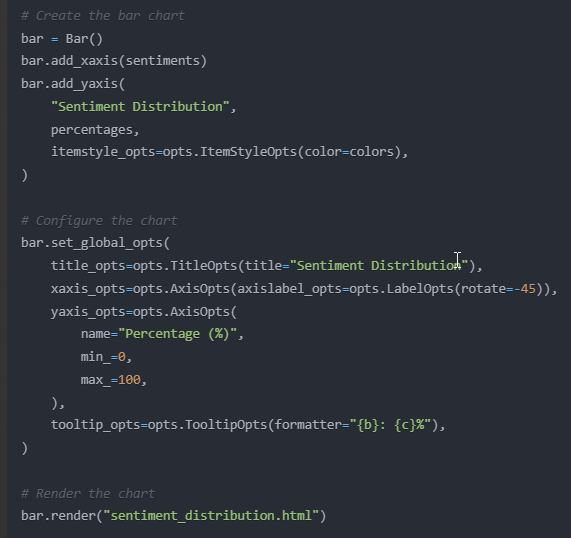 # Create the bar chart
bar = Bar()
bar.add_xaxis(sentiments)
bar.add_yaxis(
    "Sentiment Distribution",
    percentages,
    itemstyle_opts=opts.ItemStyleOpts(color=colors),
)
# Configure the chart
bar.set_global_opts(
    title_opts=opts.TitleOpts(title="Sentiment Distribution"),
    xaxis_opts=opts.AxisOpts(axislabel_opts=opts.LabelOpts(rotate=-45)),
    yaxis_opts=opts.AxisOpts(
        name="Percentage (%)",
        min_=0,
        max_=100,
    ),
    tooltip_opts=opts.TooltipOpts(formatter="{b}: {c}%"),
)
# Render the chart
bar.render("sentiment_distribution.html")